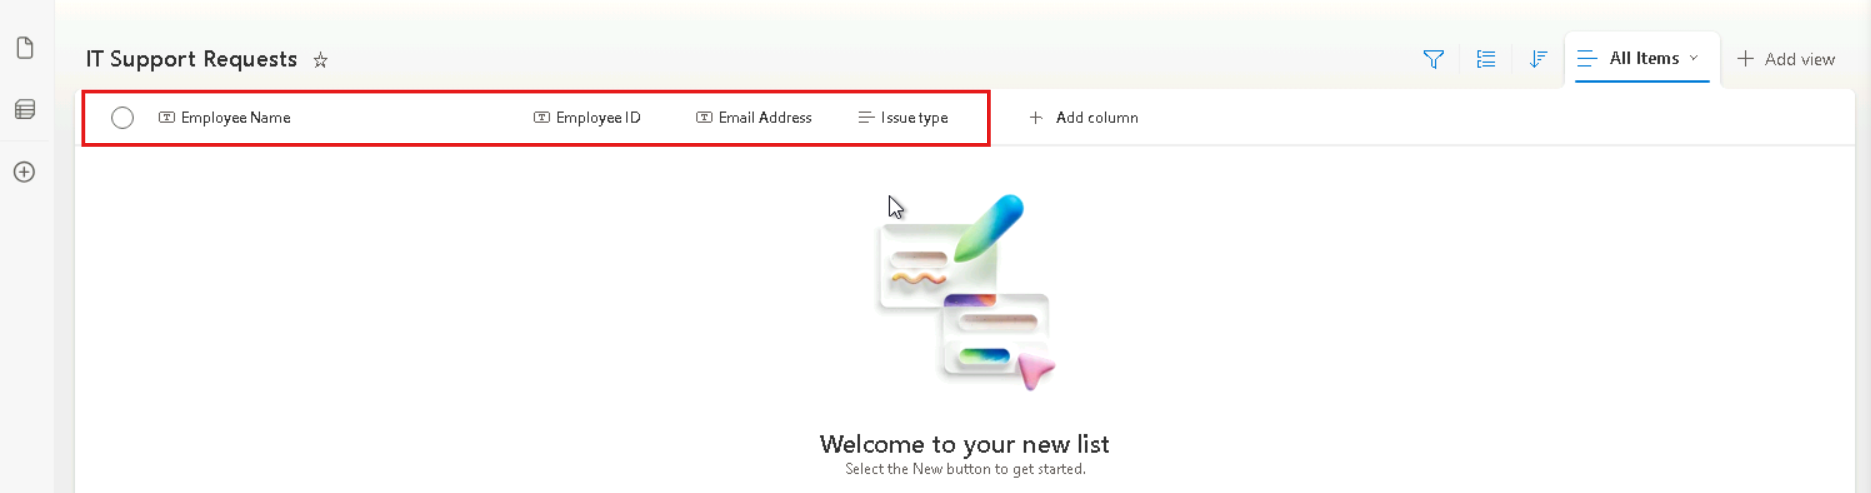 IT Support Requests
All Items
Add view
Employee Name Employee ID Email Address Issue type Add column
Welcome to your new list
Select the New button to get started.